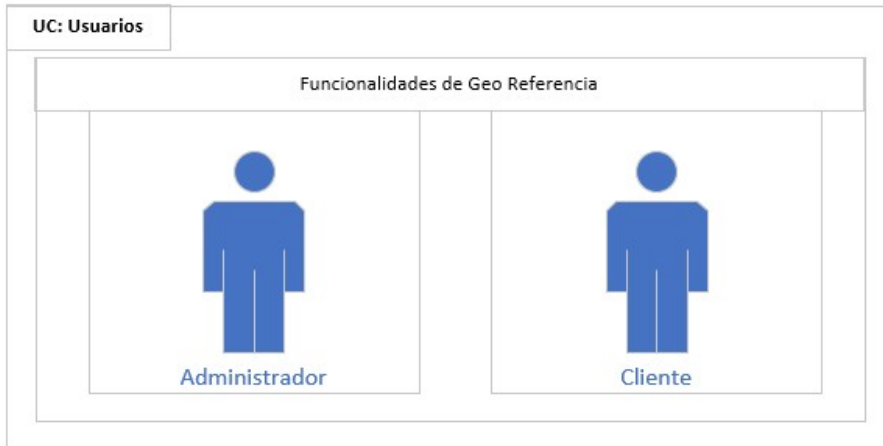 UC: Usuarios
Funcionalidades de Geo Referencia
Administrador
Cliente